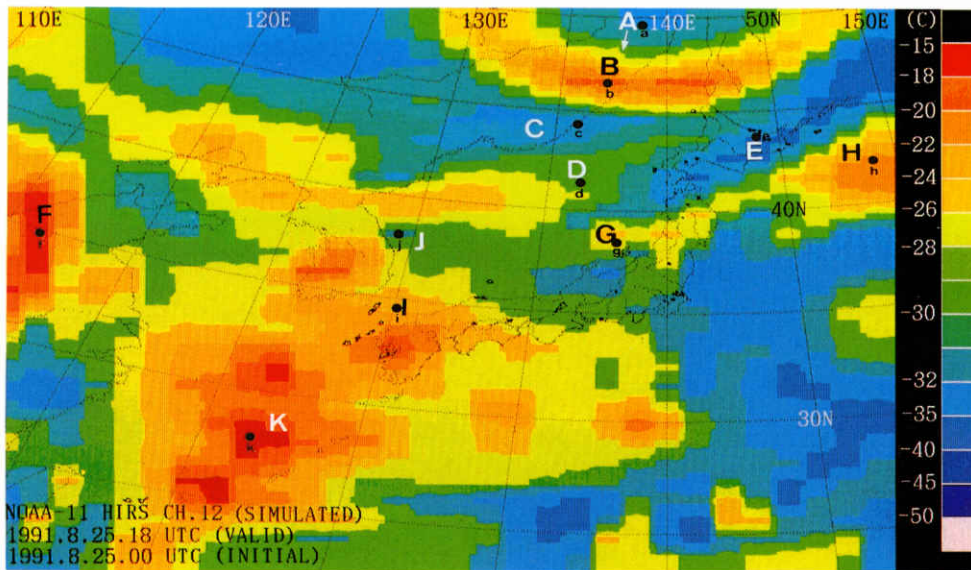 110E 120E 130E 140E 50N 150E (C)
A
a
-15
B
b
-18
-20
C
c
E
e
-22
H
h
D
d
-24
F
f
40N
-26
G
g
J
j
-28
I
i
-30
-32
K
k
30N
-35
-40
-45
NOAA-11 HIRS CH.12 (SIMULATED)
1991.8.25.18 UTC (VALID)
1991.8.25.00 UTC (INITIAL)
-50